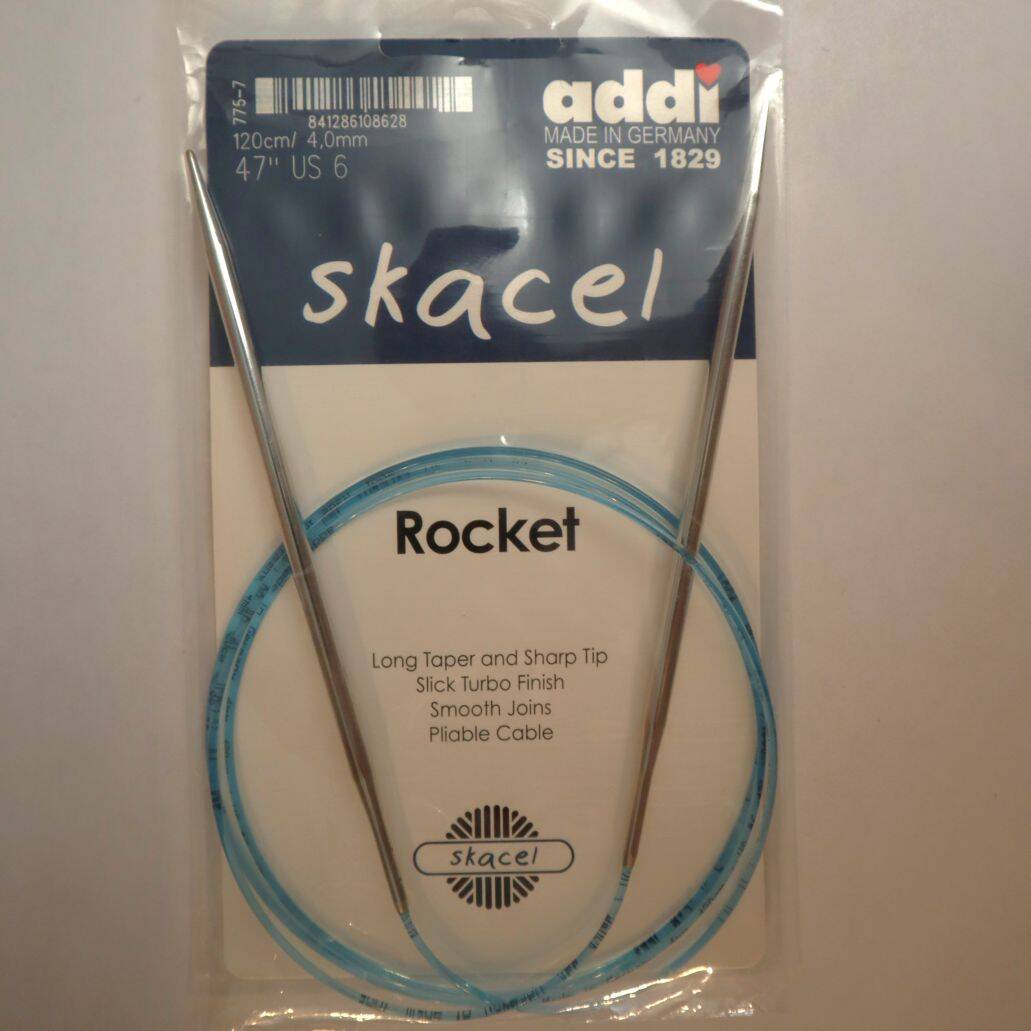 775-7
841286108628
120cm/ 4,0mm
47" US 6
addi
MADE IN GERMANY
SINCE 1829
skacel
Rocket
Long Taper and Sharp Tip
Slick Turbo Finish
Smooth Joins
Pliable Cable
skacel
addi